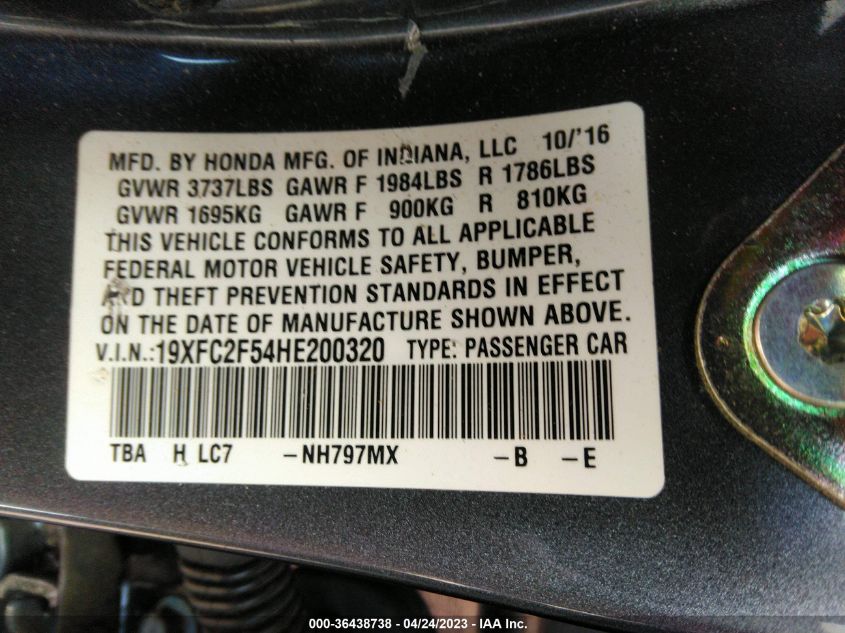 MFD. BY HONDA MFG. OF INDIANA, LLC 10/'16
GVWR 3737LBS GAWR F 1984LBS R 1786LBS
GVWR 1695KG GAWR F 900KG R 810KG
THIS VEHICLE CONFORMS TO ALL APPLICABLE
FEDERAL MOTOR VEHICLE SAFETY, BUMPER,
AND THEFT PREVENTION STANDARDS IN EFFECT
ON THE DATE OF MANUFACTURE SHOWN ABOVE.
V.I.N.:19XFC2F54HE200320 TYPE: PASSENGER CAR
TBA H LC7 -NH797MX -B -E
000-36438738 - 04/24/2023 - IAA Inc.